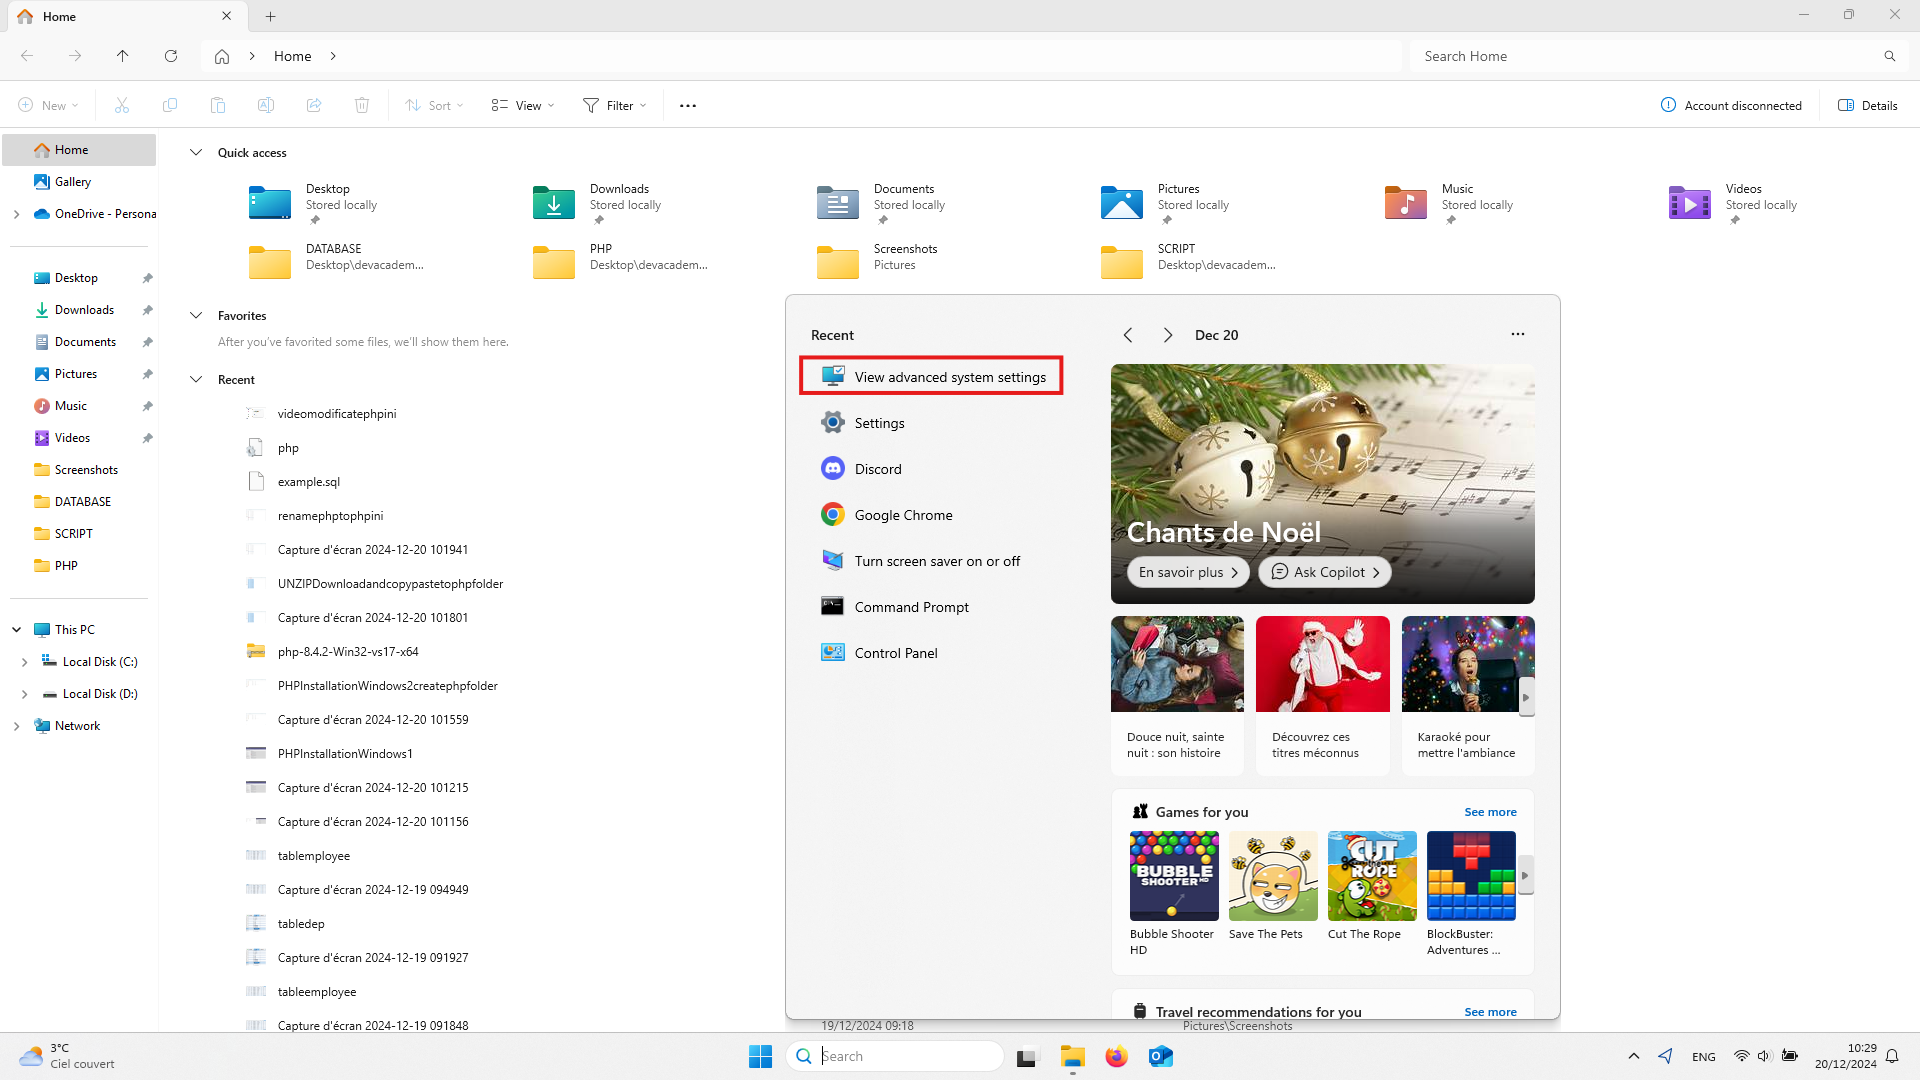 Home
Home
Search Home
New
Sort
View
Filter
Account disconnected
Details
Home
Gallery
OneDrive - Persona
Desktop
Downloads
Documents
Pictures
Music
Videos
Screenshots
DATABASE
SCRIPT
PHP
This PC
Local Disk (C:)
Local Disk (D:)
Network
Quick access
Desktop
Stored locally
Downloads
Stored locally
Documents
Stored locally
Pictures
Stored locally
Music
Stored locally
Videos
Stored locally
DATABASE
Desktop\devacadem...
PHP
Desktop\devacadem...
Screenshots
Pictures
SCRIPT
Desktop\devacadem...
Favorites
After you've favorited some files, we'll show them here.
Recent
videomodificatephpini
php
example.sql
renamephptophpini
Capture d'écran 2024-12-20 101941
UNZIPDownloadandcopypastetophpfolder
Capture d'écran 2024-12-20 101801
php-8.4.2-Win32-vs17-x64
PHPInstallationWindows2createphpfolder
Capture d'écran 2024-12-20 101559
PHPInstallationWindows1
Capture d'écran 2024-12-20 101215
Capture d'écran 2024-12-20 101156
tablemployee
Capture d'écran 2024-12-19 094949
tabledep
Capture d'écran 2024-12-19 091927
tableemployee
Capture d'écran 2024-12-19 091848
Recent
View advanced system settings
Settings
Discord
Google Chrome
Turn screen saver on or off
Command Prompt
Control Panel
Dec 20
Chants de Noël
En savoir plus
Ask Copilot
Douce nuit, sainte
nuit : son histoire
Découvrez ces
titres méconnus
Karaoké pour
mettre l'ambiance
Games for you
See more
BUBBLE
SHOOTER HD
CUT
the
ROPE
Bubble Shooter
HD
Save The Pets
Cut The Rope
BlockBuster:
Adventures ...
Travel recommendations for you
See more
19/12/2024 09:18
Pictures\Screenshots
3°C
Ciel couvert
Search
ENG
10:29
20/12/2024